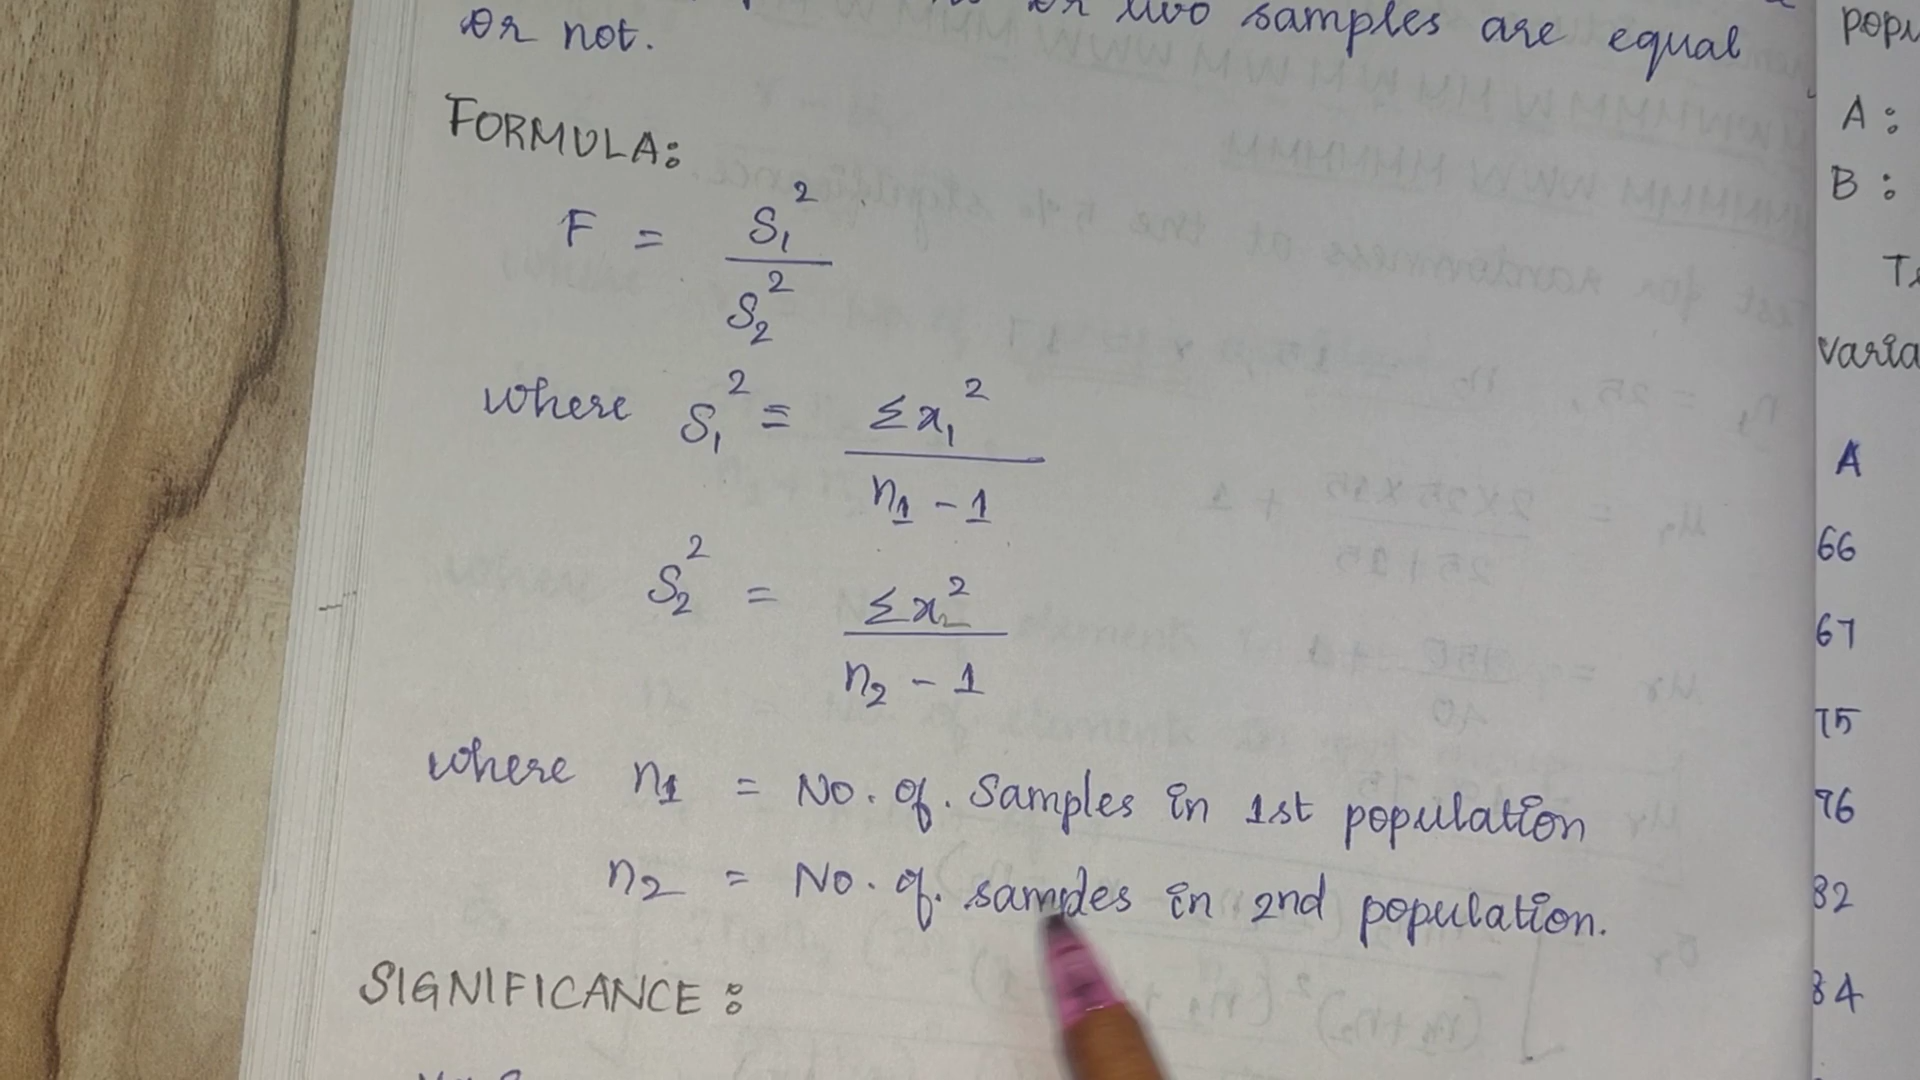 or two samples are equal
or not.
FORMULA:
F = S₁² / S₂²
where S₁² = Σx₁² / n₁ - 1
S₂² = Σx₂² / n₂ - 1
where n₁ = No. of. Samples in 1st population
n₂ = No. of. samples in 2nd population.
SIGNIFICANCE:
A:
B:
A
66
67
75
76
82
84